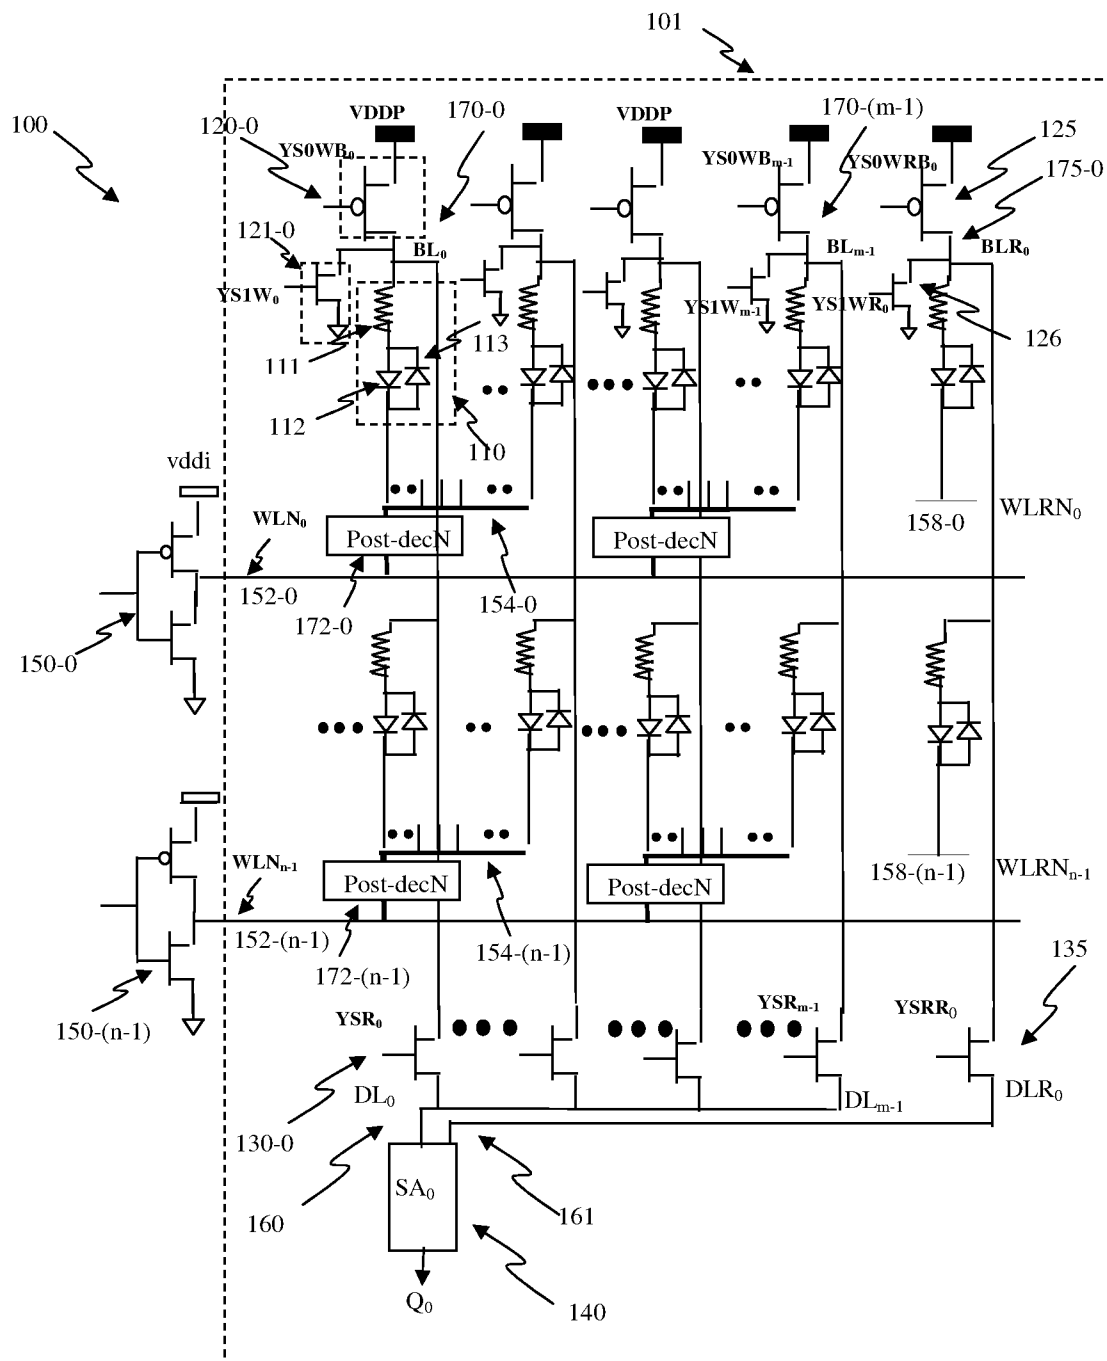 101
100
120-0
VDDP
170-0
VDDP
170-(m-1)
125
YS0WB0
YS0WBm-1
YS0WRB0
175-0
121-0
BL0
BLm-1
BLR0
YS1W0
YS1Wm-1
YS1WR0
111
113
126
112
110
vddi
WLN0
Post-decN
Post-decN
158-0
WLRN0
152-0
172-0
154-0
150-0
WLNn-1
Post-decN
Post-decN
158-(n-1)
WLRNn-1
152-(n-1)
172-(n-1)
154-(n-1)
150-(n-1)
135
YSR0
YSRm-1
YSRR0
DL0
DLm-1
DLR0
130-0
160
SA0
161
Q0
140